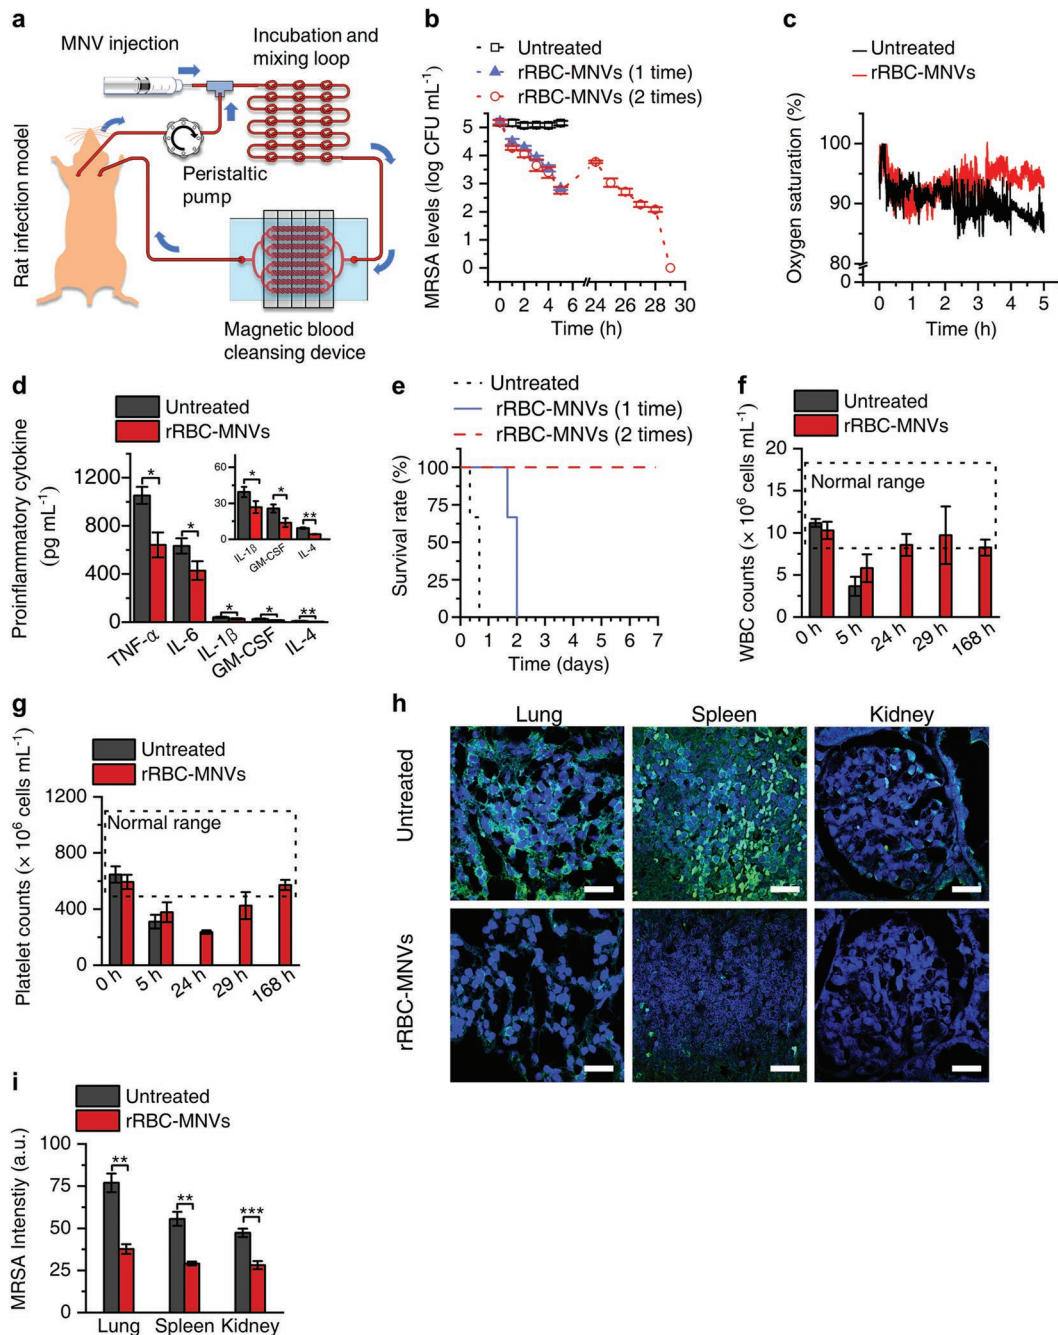 a
MNV injection
Incubation and
mixing loop
Peristaltic
pump
Rat infection model
Magnetic blood
cleansing device
b
Untreated
rRBC-MNVs (1 time)
rRBC-MNVs (2 times)
MRSA levels (log CFU mL⁻¹)
5
4
3
2
1
0
0 2 4 6 24 26 28 30
Time (h)
c
Untreated
rRBC-MNVs
Oxygen saturation (%)
100
90
80
0
0 1 2 3 4 5
Time (h)
d
Untreated
rRBC-MNVs
Proinflammatory cytokine
(pg mL⁻¹)
1200
800
400
0
* * * * **
TNF-α IL-6 IL-1β GM-CSF IL-4
60
30
0
* * **
IL-1β GM-CSF IL-4
e
Untreated
rRBC-MNVs (1 time)
rRBC-MNVs (2 times)
Survival rate (%)
100
75
50
25
0
0 1 2 3 4 5 6 7
Time (days)
f
Untreated
rRBC-MNVs
WBC counts (× 10⁶ cells mL⁻¹)
20
15
10
5
0
Normal range
0 h 5 h 24 h 29 h 168 h
g
Untreated
rRBC-MNVs
Platelet counts (× 10⁶ cells mL⁻¹)
1200
800
400
0
Normal range
0 h 5 h 24 h 29 h 168 h
h
Lung Spleen Kidney
Untreated
rRBC-MNVs
i
Untreated
rRBC-MNVs
MRSA Intenstiy (a.u.)
100
75
50
25
0
** ** ***
Lung Spleen Kidney